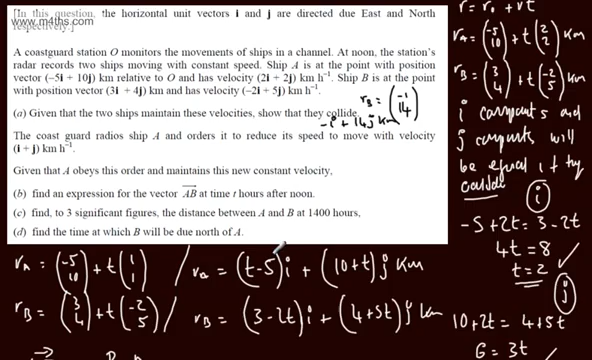 [In this question, the horizontal unit vectors i and j are directed due East and North
respectively.]
www.m4ths.com
A coastguard station O monitors the movements of ships in a channel. At noon, the station's
radar records two ships moving with constant speed. Ship A is at the point with position
vector (−5i + 10j) km relative to O and has velocity (2i + 2j) km h⁻¹. Ship B is at the point
with position vector (3i + 4j) km and has velocity (−2i + 5j) km h⁻¹.
(a) Given that the two ships maintain these velocities, show that they collide.
r_B = (-1 14)
-i + 14j km
The coast guard radios ship A and orders it to reduce its speed to move with velocity
(i + j) km h⁻¹.
Given that A obeys this order and maintains this new constant velocity,
(b) find an expression for the vector AB at time t hours after noon.
(c) find, to 3 significant figures, the distance between A and B at 1400 hours,
(d) find the time at which B will be due north of A.
r = r₀ + vt
r_A = (-5 10) + t(2 2) km
r_B = (3 4) + t(-2 5) km
i components and
j components will
be equal if they
collide
i
-5 + 2t = 3 - 2t
4t = 8
t = 2 ✓
j
10 + 2t = 4 + 5t
6 = 3t
r_A = (-5 10) + t(1 1) / r_A = (t-5)i + (10+t)j km
r_B = (3 4) + t(-2 5) / r_B = (3-2t)i + (4+5t)j km